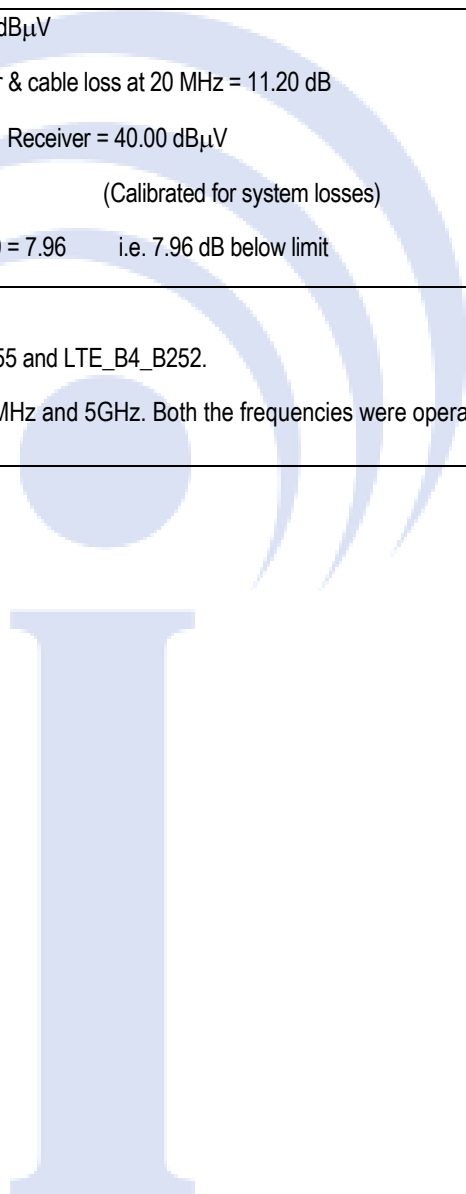 dBµV
r & cable loss at 20 MHz = 11.20 dB
Receiver = 40.00 dBµV
(Calibrated for system losses)
= 7.96 i.e. 7.96 dB below limit
55 and LTE_B4_B252.
MHz and 5GHz. Both the frequencies were opera